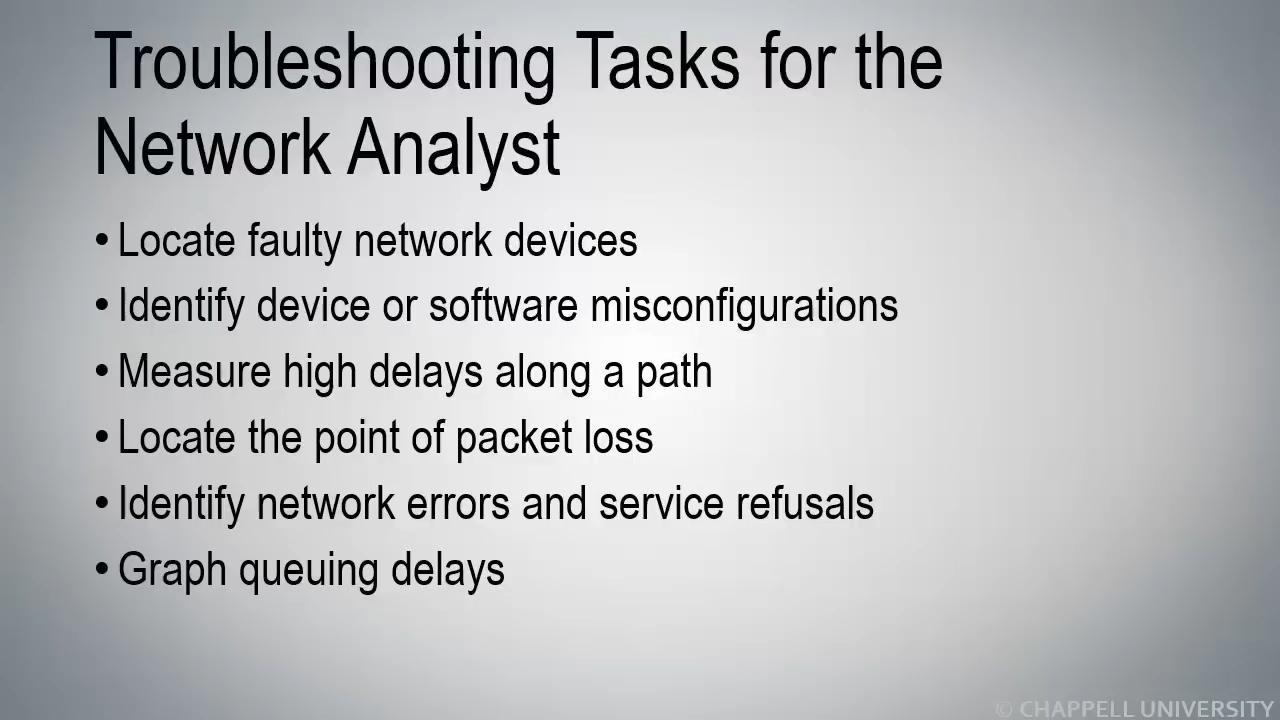 Troubleshooting Tasks for the
Network Analyst
• Locate faulty network devices
• Identify device or software misconfigurations
• Measure high delays along a path
• Locate the point of packet loss
• Identify network errors and service refusals
• Graph queuing delays
© CHAPPELL UNIVERSITY